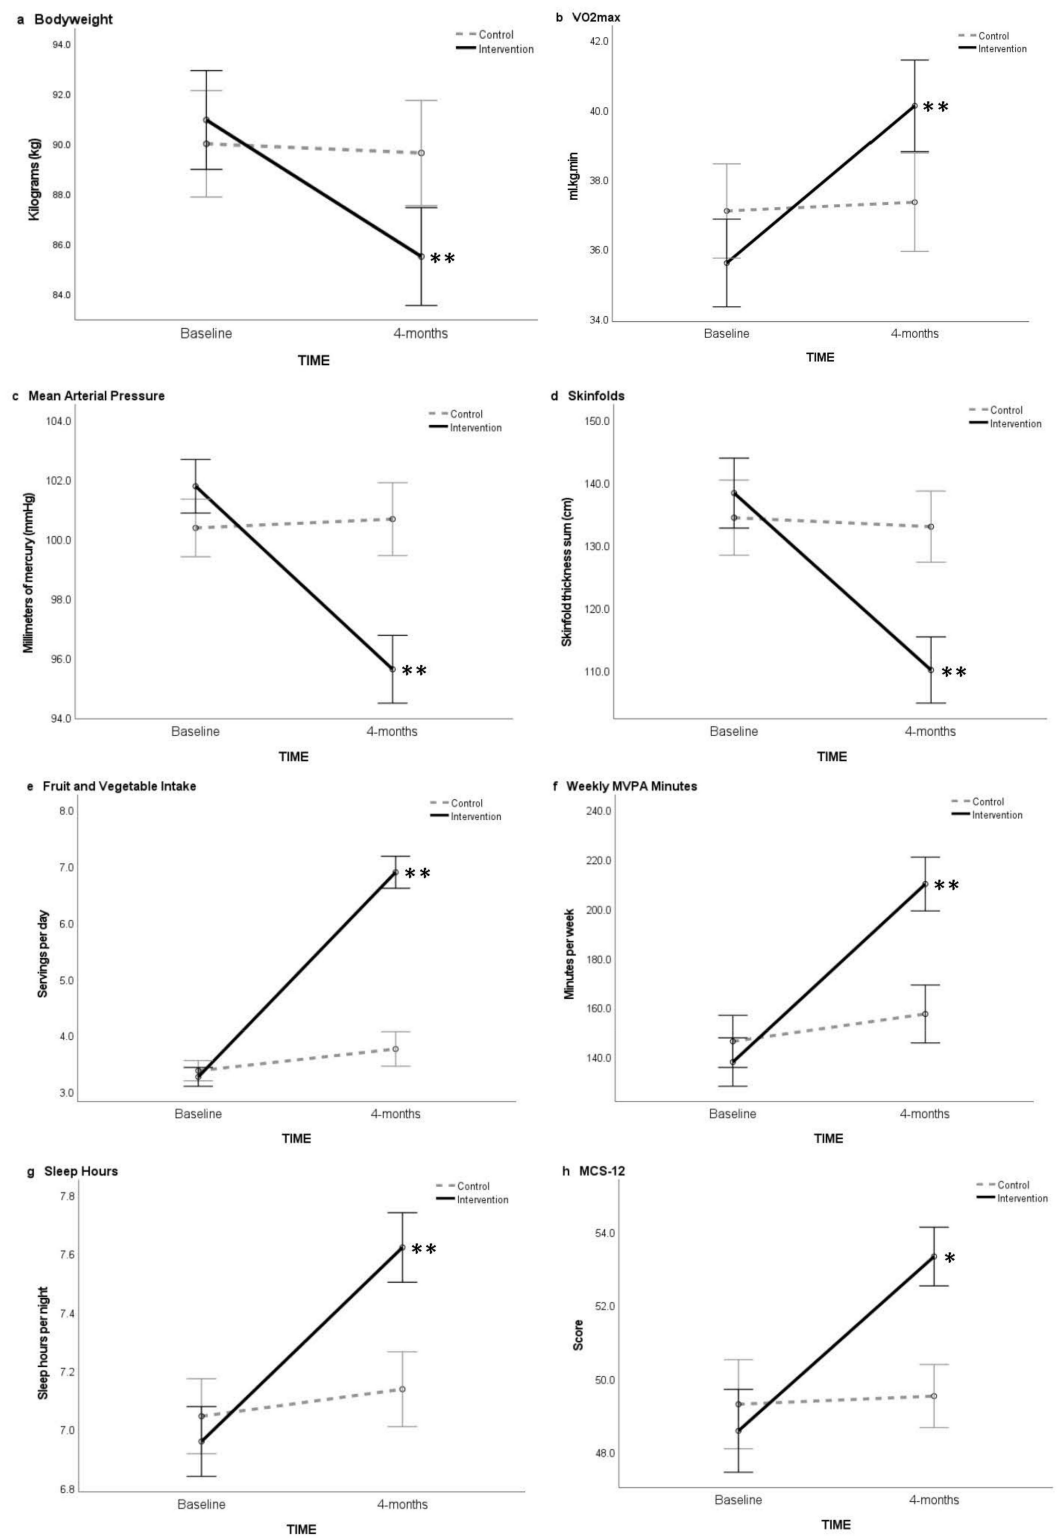 a Bodyweight
Control
Intervention
Kilograms (kg)
94.0
92.0
90.0
88.0
86.0
84.0
**
Baseline
4-months
TIME
b VO2max
Control
Intervention
ml.kg.min
42.0
40.0
38.0
36.0
34.0
**
Baseline
4-months
TIME
c Mean Arterial Pressure
Control
Intervention
Millimeters of mercury (mmHg)
104.0
102.0
100.0
98.0
96.0
94.0
**
Baseline
4-months
TIME
d Skinfolds
Control
Intervention
Skinfold thickness sum (cm)
150.0
140.0
130.0
120.0
110.0
**
Baseline
4-months
TIME
e Fruit and Vegetable Intake
Control
Intervention
Servings per day
8.0
7.0
6.0
5.0
4.0
3.0
**
Baseline
4-months
TIME
f Weekly MVPA Minutes
Control
Intervention
Minutes per week
240.0
220.0
200.0
180.0
160.0
140.0
**
Baseline
4-months
TIME
g Sleep Hours
Control
Intervention
Sleep hours per night
7.8
7.6
7.4
7.2
7.0
6.8
**
Baseline
4-months
TIME
h MCS-12
Control
Intervention
Score
54.0
52.0
50.0
48.0
*
Baseline
4-months
TIME